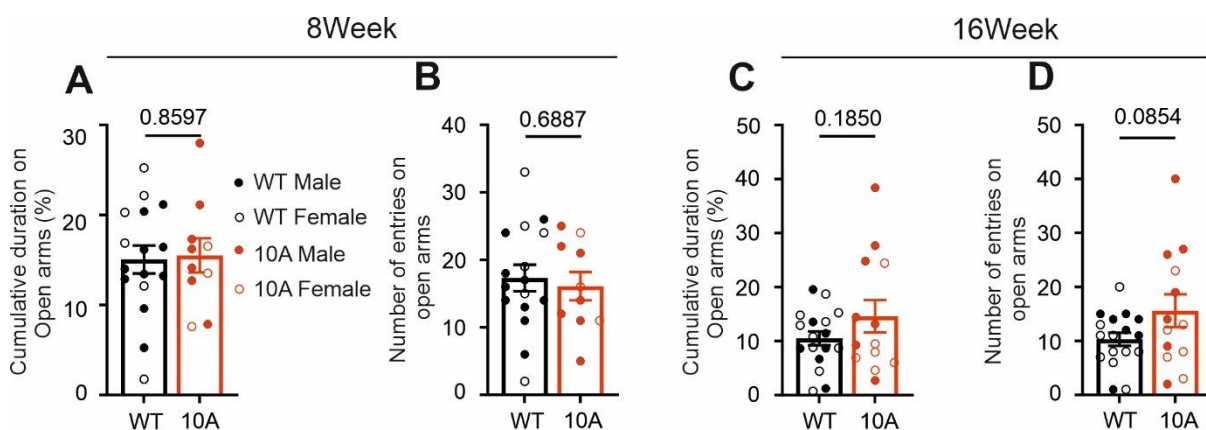 8Week
16Week
A
B
C
D
0.8597
0.6887
0.1850
0.0854
Cumulative duration on
Open arms (%)
30
20
10
0
WT
10A
WT Male
WT Female
10A Male
10A Female
Number of entries on
open arms
40
30
20
10
0
WT
10A
Cumulative duration on
Open arms (%)
50
40
30
20
10
0
WT
10A
Number of entries on
open arms
50
40
30
20
10
0
WT
10A